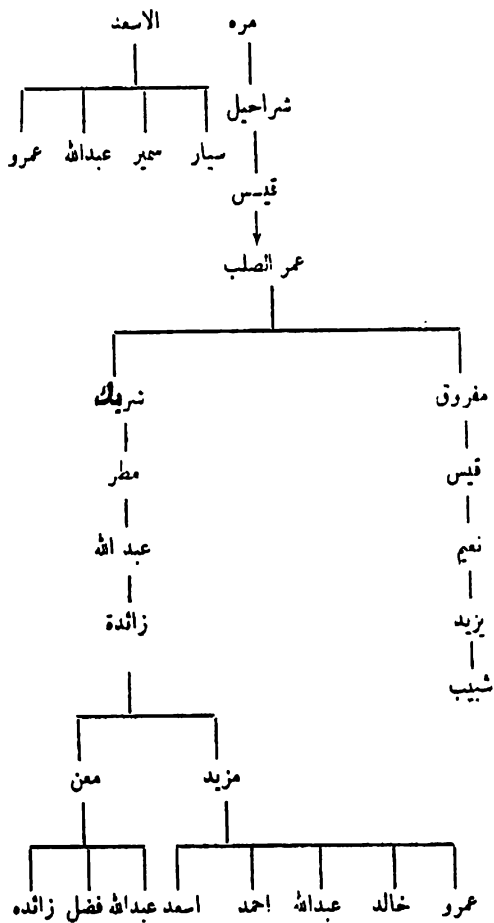 مره الاسعد
شراحيل
سيار سمير عبدالله عمرو
قيس
عمر الصلب
مفروق شريك
قيس مطر
نعيم عبد الله
يزيد زائدة
شبيب
مزيد معن
عمرو خالد عبدالله احمد اسعد عبدالله فضل زائده